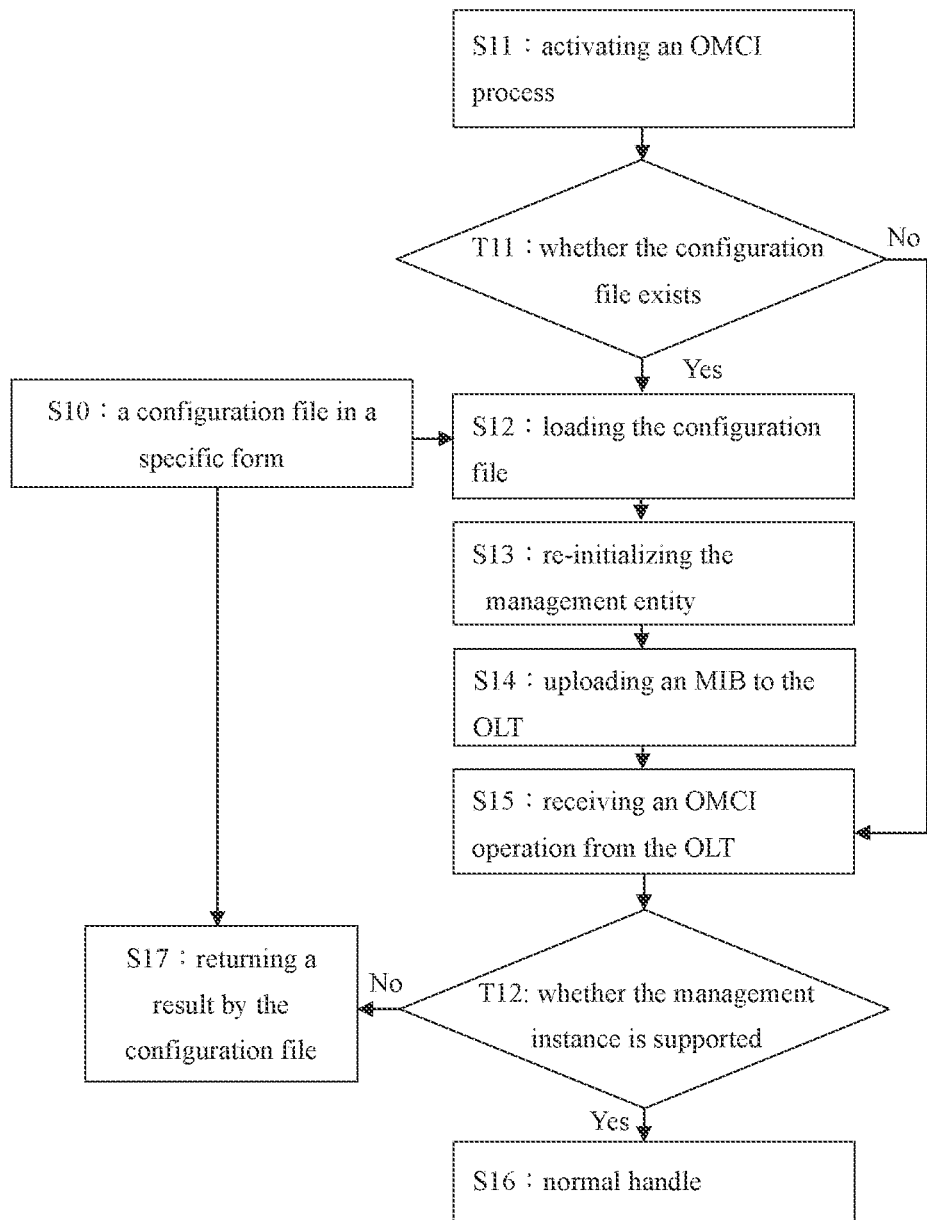 S11：activating an OMCI
process
T11：whether the configuration
file exists
No
Yes
S10：a configuration file in a
specific form
S12：loading the configuration
file
S13：re-initializing the
management entity
S14：uploading an MIB to the
OLT
S15：receiving an OMCI
operation from the OLT
S17：returning a
result by the
configuration file
No
T12: whether the management
instance is supported
Yes
S16：normal handle